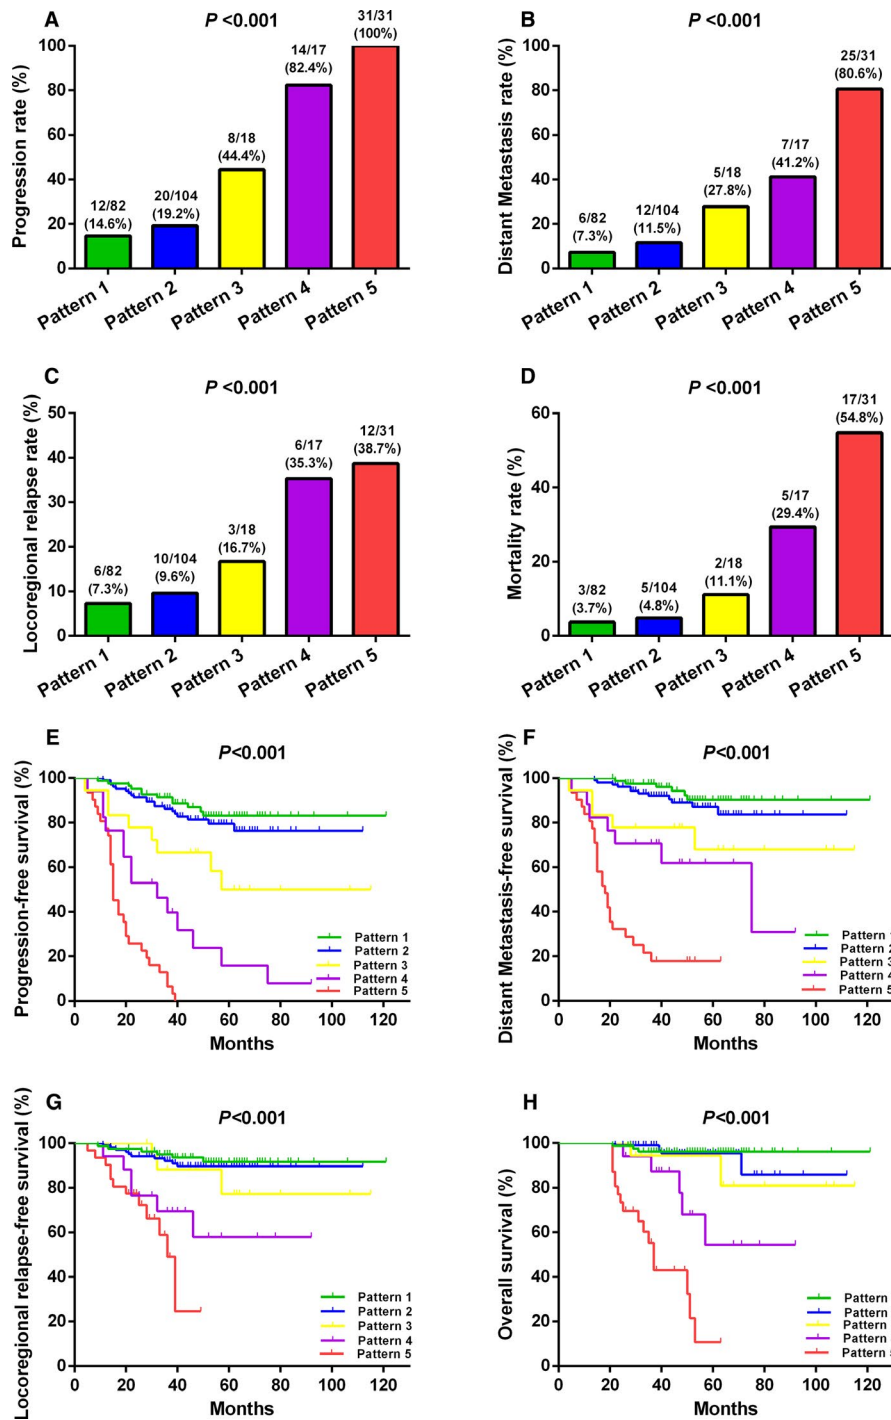 A
P <0.001
Progression rate (%)
100
80
60
40
20
0
12/82
(14.6%)
20/104
(19.2%)
8/18
(44.4%)
14/17
(82.4%)
31/31
(100%)
Pattern 1
Pattern 2
Pattern 3
Pattern 4
Pattern 5
B
P <0.001
Distant Metastasis rate (%)
100
80
60
40
20
0
6/82
(7.3%)
12/104
(11.5%)
5/18
(27.8%)
7/17
(41.2%)
25/31
(80.6%)
Pattern 1
Pattern 2
Pattern 3
Pattern 4
Pattern 5
C
P <0.001
Locoregional relapse rate (%)
50
40
30
20
10
0
6/82
(7.3%)
10/104
(9.6%)
3/18
(16.7%)
6/17
(35.3%)
12/31
(38.7%)
Pattern 1
Pattern 2
Pattern 3
Pattern 4
Pattern 5
D
P <0.001
Mortality rate (%)
60
40
20
0
3/82
(3.7%)
5/104
(4.8%)
2/18
(11.1%)
5/17
(29.4%)
17/31
(54.8%)
Pattern 1
Pattern 2
Pattern 3
Pattern 4
Pattern 5
E
P<0.001
Progression-free survival (%)
100
80
60
40
20
0
Pattern 1
Pattern 2
Pattern 3
Pattern 4
Pattern 5
0 20 40 60 80 100 120
Months
F
P<0.001
Distant Metastasis-free survival (%)
100
80
60
40
20
0
Pattern 1
Pattern 2
Pattern 3
Pattern 4
Pattern 5
0 20 40 60 80 100 120
Months
G
P<0.001
Locoregional relapse-free survival (%)
100
80
60
40
20
0
Pattern 1
Pattern 2
Pattern 3
Pattern 4
Pattern 5
0 20 40 60 80 100 120
Months
H
P<0.001
Overall survival (%)
100
80
60
40
20
0
Pattern
Pattern
Pattern
Pattern
Pattern
0 20 40 60 80 100 120
Months